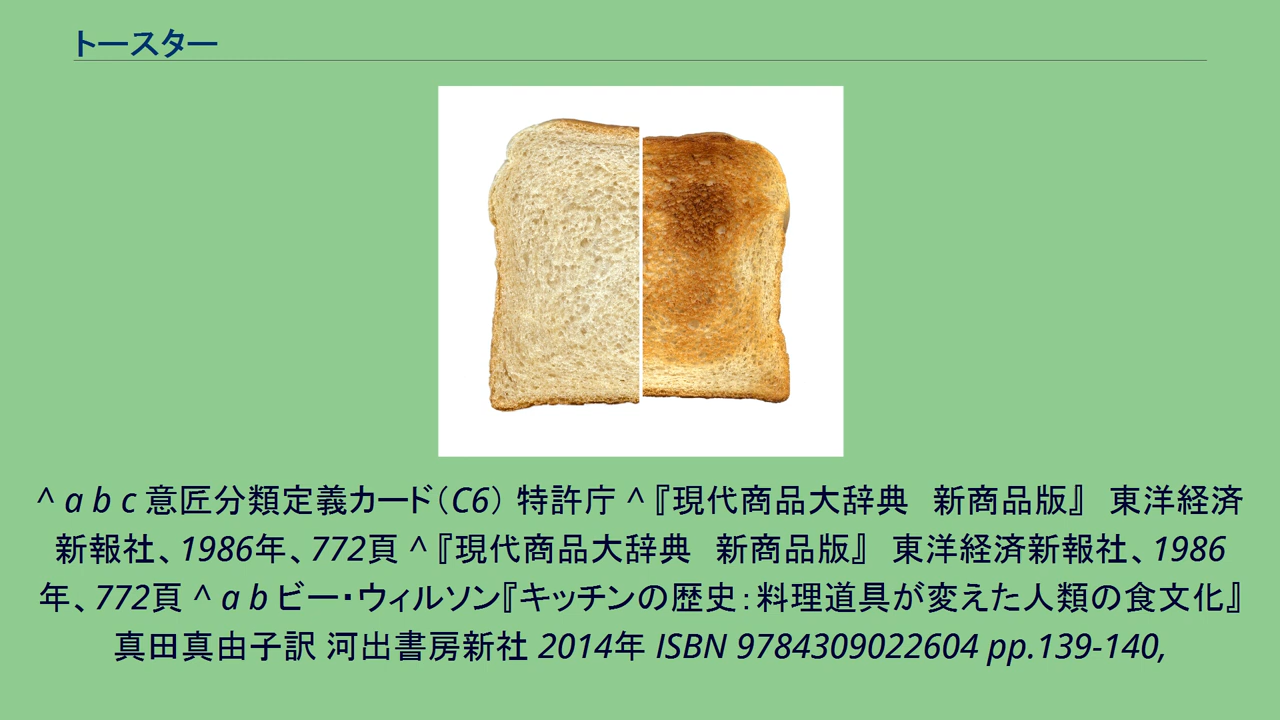 トースター
^ a b c 意匠分類定義カード（C6） 特許庁 ^ 『現代商品大辞典　新商品版』　東洋経済
新報社、1986年、772頁 ^ 『現代商品大辞典　新商品版』　東洋経済新報社、1986
年、772頁 ^ a b ビー・ウィルソン『キッチンの歴史：料理道具が変えた人類の食文化』
真田真由子訳 河出書房新社 2014年 ISBN 9784309022604 pp.139-140,